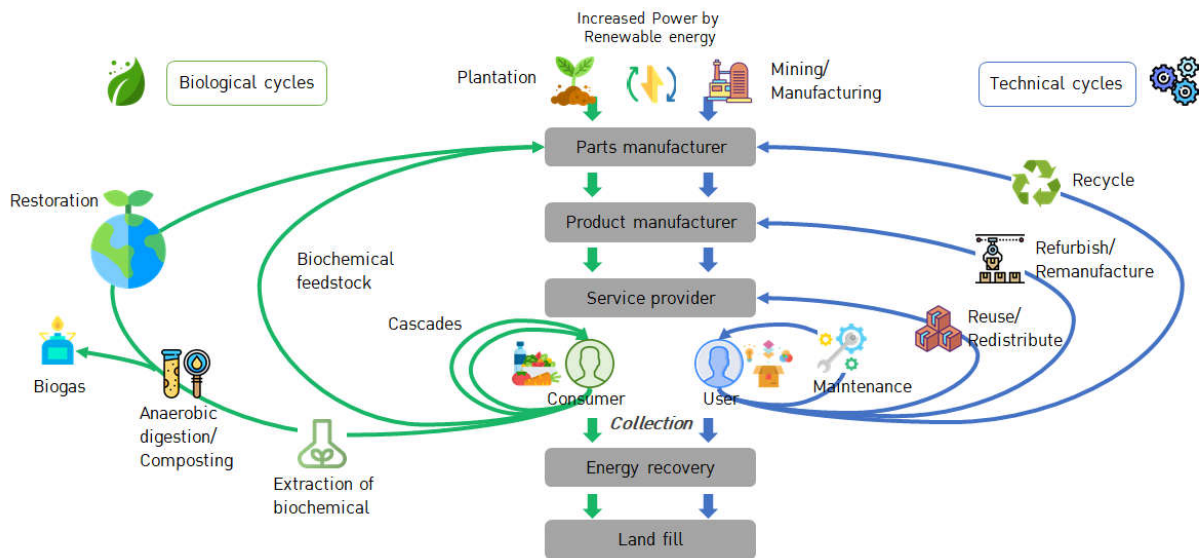 Increased Power by
Renewable energy
Biological cycles
Plantation
Mining/
Manufacturing
Technical cycles
Parts manufacturer
Recycle
Restoration
Product manufacturer
Refurbish/
Remanufacture
Biochemical
feedstock
Service provider
Cascades
Reuse/
Redistribute
Biogas
Consumer
User
Maintenance
Anaerobic
digestion/
Composting
Collection
Energy recovery
Extraction of
biochemical
Land fill